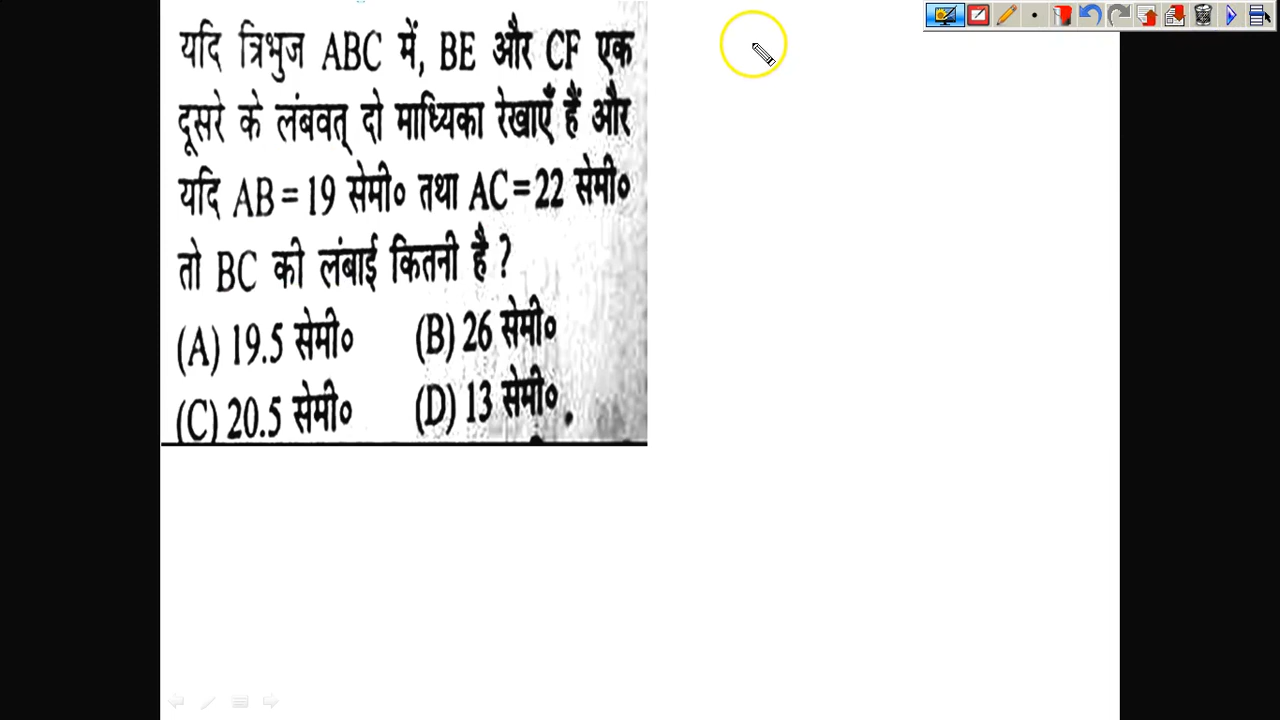 यदि त्रिभुज ABC में, BE और CF एक
दूसरे के लंबवत् दो माध्यिका रेखाएँ हैं और
यदि AB = 19 सेमी० तथा AC = 22 सेमी०
तो BC की लंबाई कितनी है ?
(A) 19.5 सेमी० (B) 26 सेमी०
(C) 20.5 सेमी० (D) 13 सेमी०